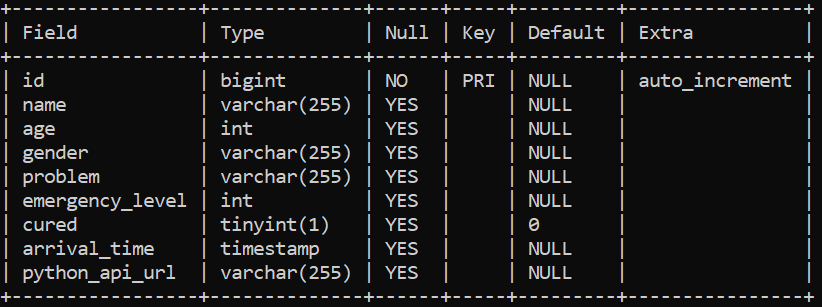 +-----------------+--------------+------+-----+---------+----------------+
| Field           | Type         | Null | Key | Default | Extra          |
+-----------------+--------------+------+-----+---------+----------------+
| id              | bigint       | NO   | PRI | NULL    | auto_increment |
| name            | varchar(255) | YES  |     | NULL    |                |
| age             | int          | YES  |     | NULL    |                |
| gender          | varchar(255) | YES  |     | NULL    |                |
| problem         | varchar(255) | YES  |     | NULL    |                |
| emergency_level | int          | YES  |     | NULL    |                |
| cured           | tinyint(1)   | YES  |     | 0       |                |
| arrival_time    | timestamp    | YES  |     | NULL    |                |
| python_api_url  | varchar(255) | YES  |     | NULL    |                |
+-----------------+--------------+------+-----+---------+----------------+